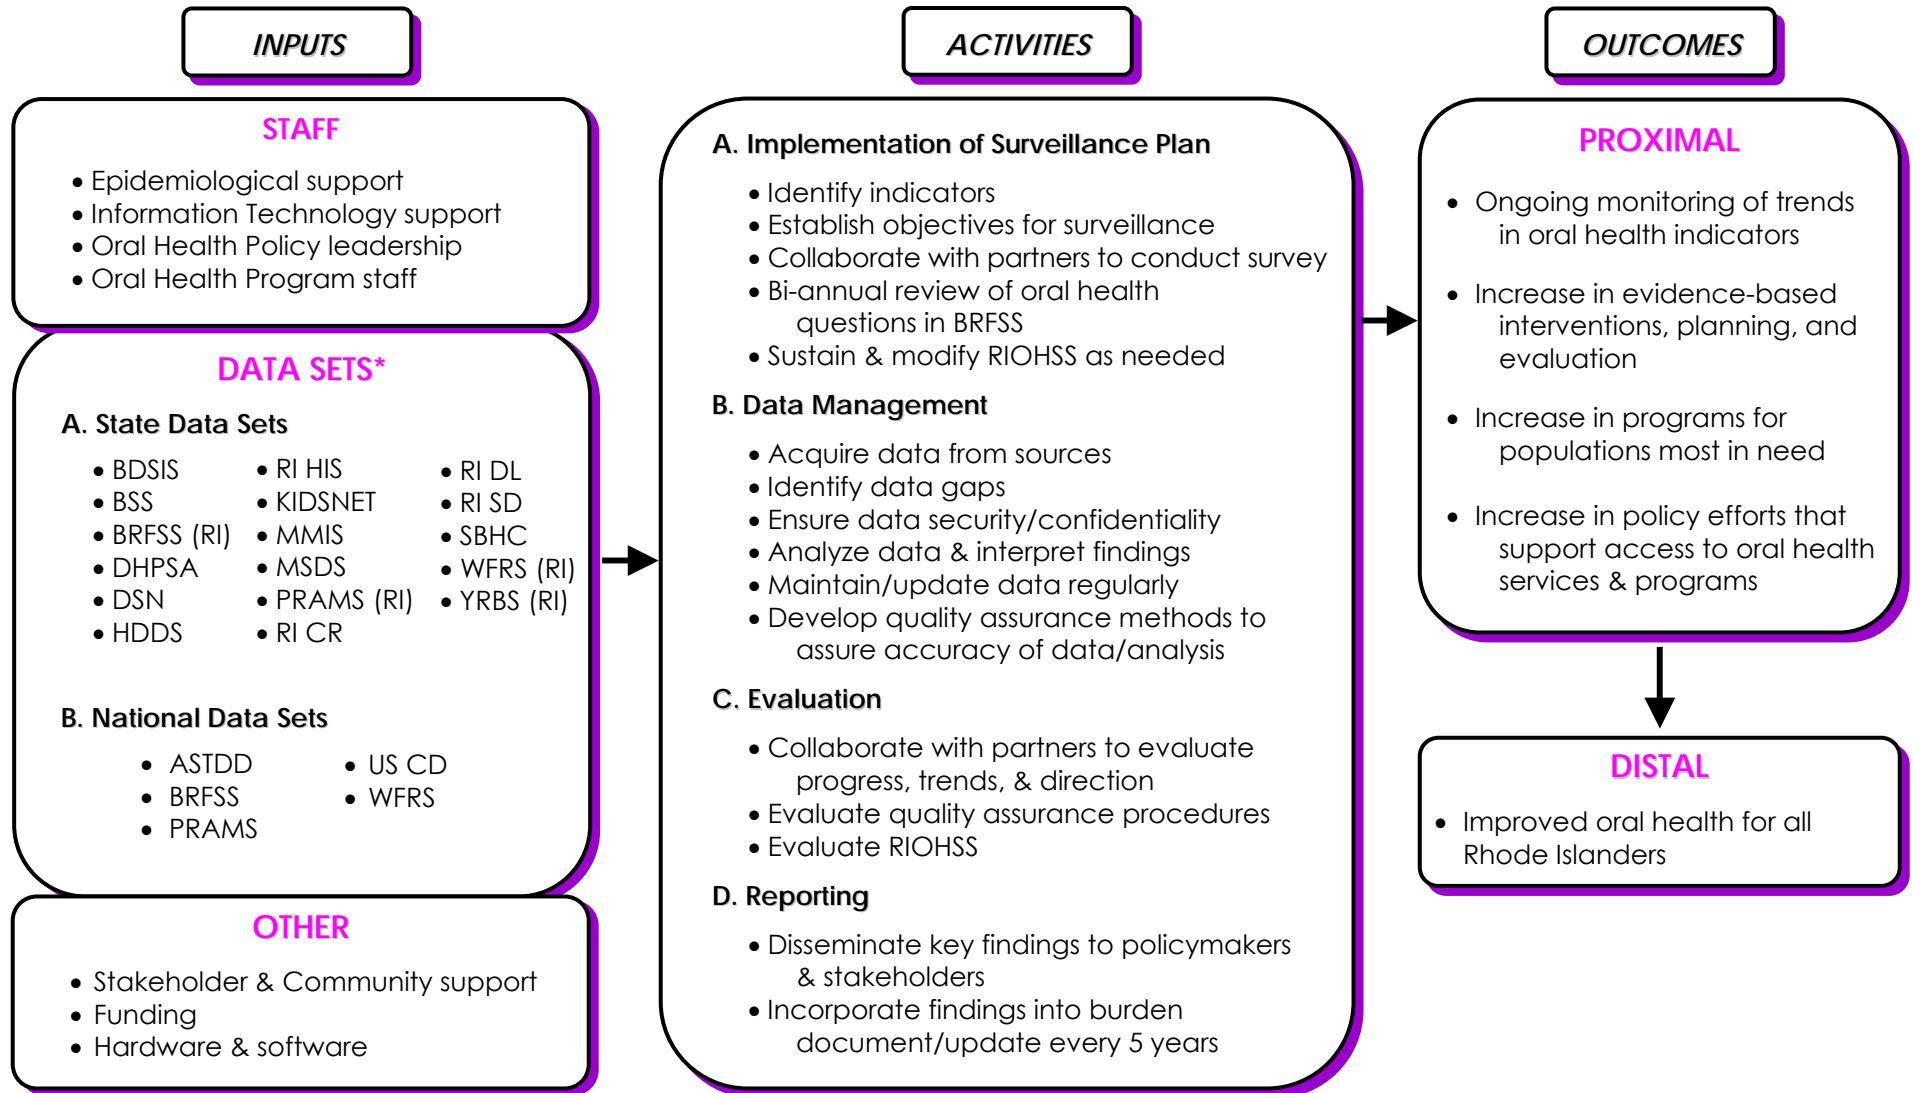 INPUTS
STAFF
• Epidemiological support
• Information Technology support
• Oral Health Policy leadership
• Oral Health Program staff
DATA SETS*
A. State Data Sets
• BDSIS
• BSS
• BRFSS (RI)
• DHPSA
• DSN
• HDDS
• RI HIS
• KIDSNET
• MMIS
• MSDS
• PRAMS (RI)
• RI CR
• RI DL
• RI SD
• SBHC
• WFRS (RI)
• YRBS (RI)
B. National Data Sets
• ASTDD
• BRFSS
• PRAMS
• US CD
• WFRS
OTHER
• Stakeholder & Community support
• Funding
• Hardware & software
ACTIVITIES
A. Implementation of Surveillance Plan
• Identify indicators
• Establish objectives for surveillance
• Collaborate with partners to conduct survey
• Bi-annual review of oral health
questions in BRFSS
• Sustain & modify RIOHSS as needed
B. Data Management
• Acquire data from sources
• Identify data gaps
• Ensure data security/confidentiality
• Analyze data & interpret findings
• Maintain/update data regularly
• Develop quality assurance methods to
assure accuracy of data/analysis
C. Evaluation
• Collaborate with partners to evaluate
progress, trends, & direction
• Evaluate quality assurance procedures
• Evaluate RIOHSS
D. Reporting
• Disseminate key findings to policymakers
& stakeholders
• Incorporate findings into burden
document/update every 5 years
OUTCOMES
PROXIMAL
• Ongoing monitoring of trends
in oral health indicators
• Increase in evidence-based
interventions, planning, and
evaluation
• Increase in programs for
populations most in need
• Increase in policy efforts that
support access to oral health
services & programs
DISTAL
• Improved oral health for all
Rhode Islanders